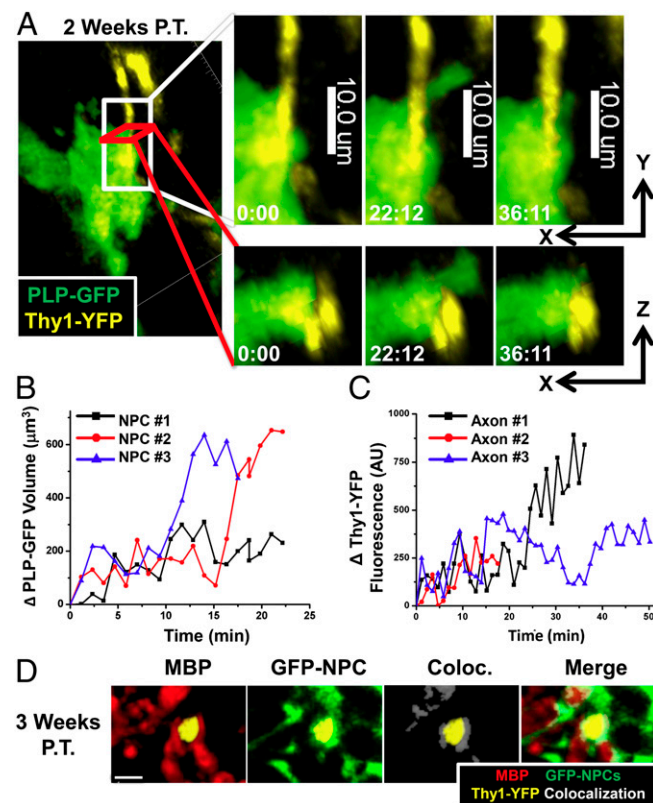 A
2 Weeks P.T.
PLP-GFP
Thy1-YFP
10.0 um
10.0 um
10.0 um
0:00
22:12
36:11
Y
X
0:00
22:12
36:11
Z
X
B
NPC #1
NPC #2
NPC #3
Δ PLP-GFP Volume (µm³)
600
400
200
0
0 5 10 15 20 25
Time (min)
C
Axon #1
Axon #2
Axon #3
Δ Thy1-YFP
Fluorescence (AU)
900
750
500
250
0
0 10 20 30 40 50
Time (min)
D
MBP GFP-NPC Coloc. Merge
3 Weeks
P.T.
MBP GFP-NPCs
Thy1-YFP Colocalization